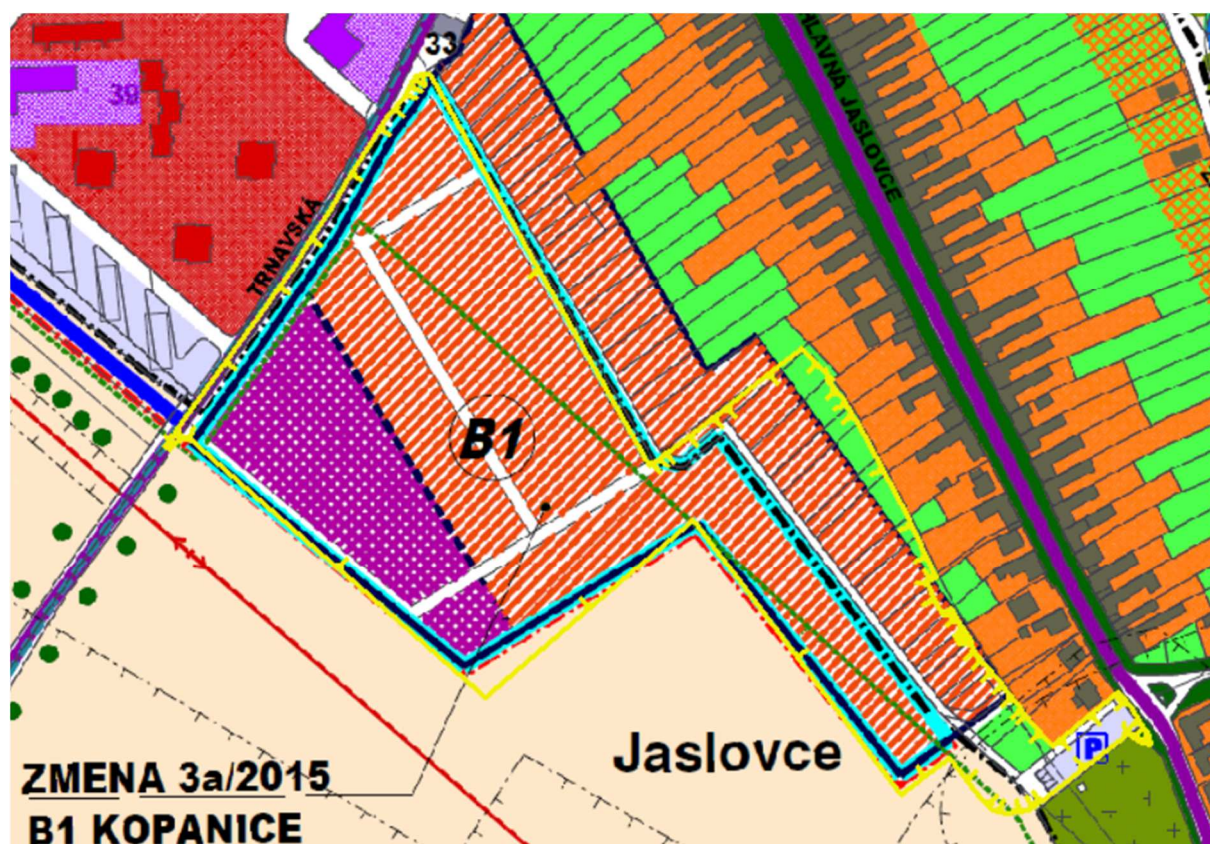 33
39
HLAVNÁ JASLOVCE
TRNAVSKÁ
B1
Jaslovce
P
ZMENA 3a/2015
B1 KOPANICE